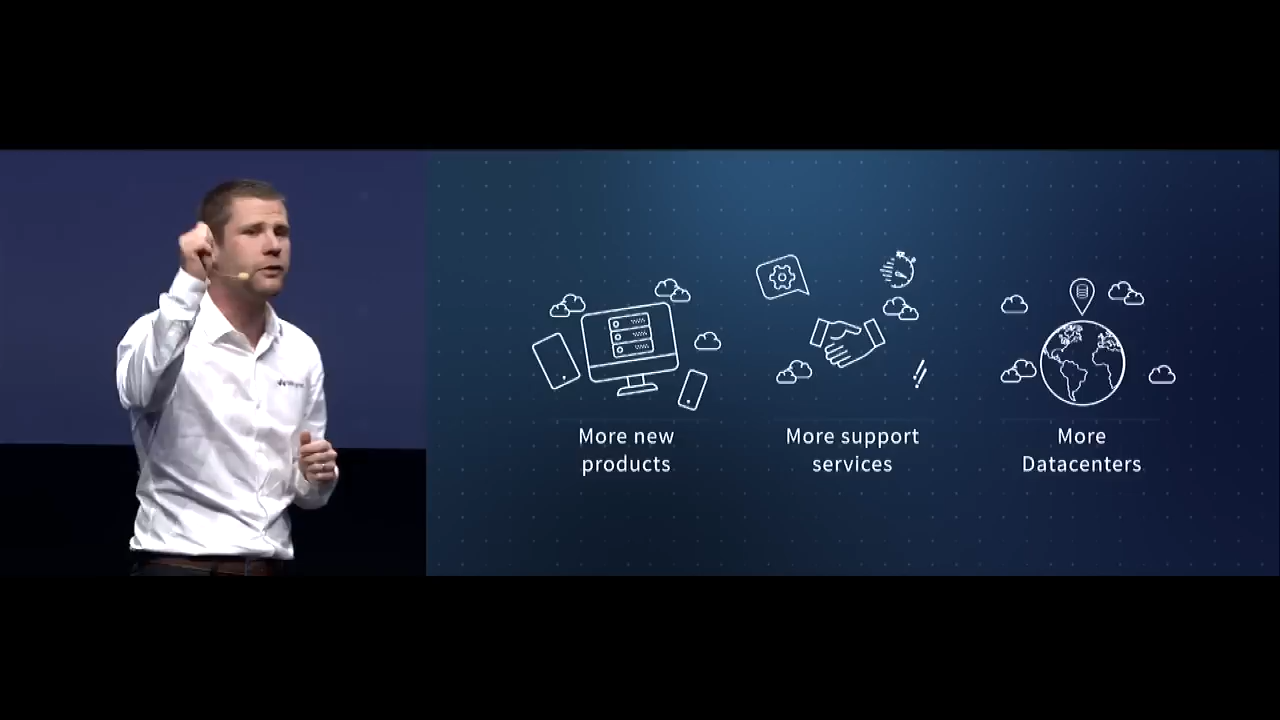 More new
products
More support
services
More
Datacenters